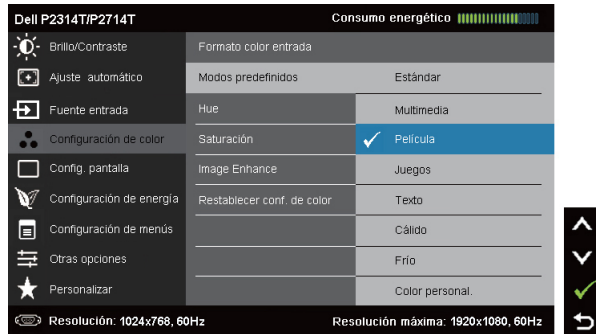 Dell P2314T/P2714T
Consumo energético
Brillo/Contraste
Formato color entrada
Ajuste automático
Modos predefinidos
Estándar
Fuente entrada
Hue
Multimedia
Configuración de color
Saturación
Película
Config. pantalla
Image Enhance
Juegos
Configuración de energía
Restablecer conf. de color
Texto
Configuración de menús
Cálido
Otras opciones
Frío
Personalizar
Color personal.
Resolución: 1024x768, 60Hz
Resolución máxima: 1920x1080, 60Hz